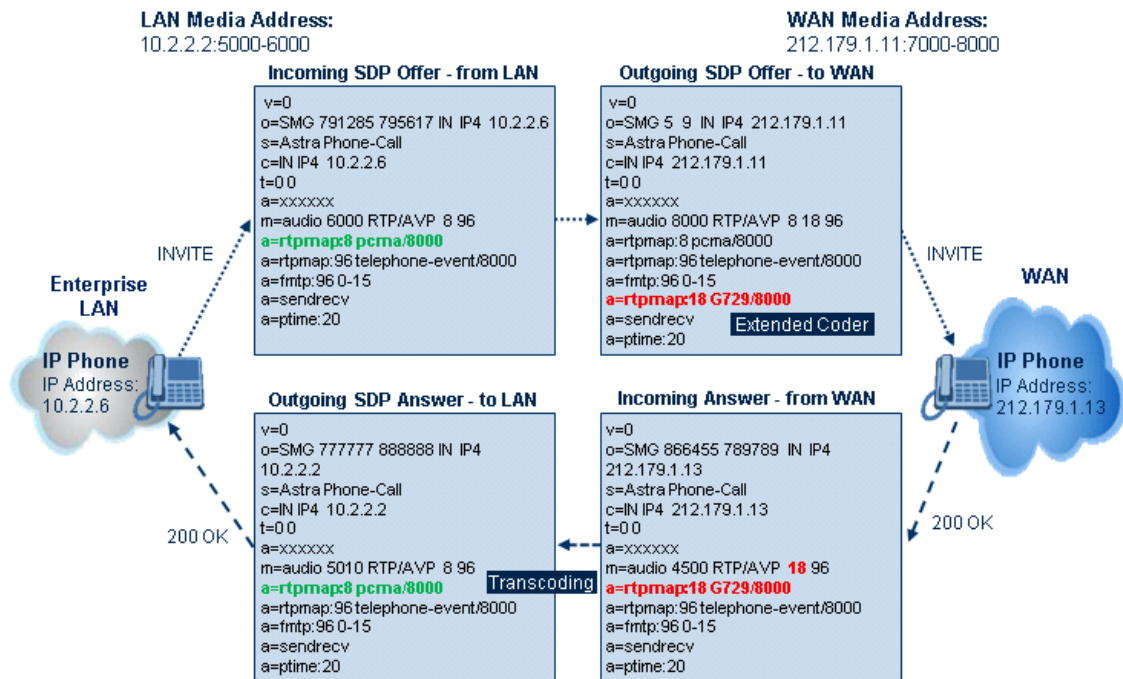 LAN Media Address:
10.2.2.2:5000-6000
WAN Media Address:
212.179.1.11:7000-8000
Incoming SDP Offer - from LAN
v=0
o=SMG 791285 795617 IN IP4 10.2.2.6
s=Astra Phone-Call
c=IN IP4 10.2.2.6
t=0 0
a=xxxxxx
m=audio 6000 RTP/AVP 8 96
a=rtpmap:8 pcma/8000
a=rtpmap:96 telephone-event/8000
a=fmtp:96 0-15
a=sendrecv
a=ptime:20
Outgoing SDP Offer - to WAN
v=0
o=SMG 5 9 IN IP4 212.179.1.11
s=Astra Phone-Call
c=IN IP4 212.179.1.11
t=0 0
a=xxxxxx
m=audio 8000 RTP/AVP 8 18 96
a=rtpmap:8 pcma/8000
a=rtpmap:96 telephone-event/8000
a=fmtp:96 0-15
a=rtpmap:18 G729/8000
a=sendrecv
a=ptime:20
Extended Coder
INVITE
INVITE
Enterprise
LAN
IP Phone
IP Address:
10.2.2.6
WAN
IP Phone
IP Address:
212.179.1.13
Outgoing SDP Answer - to LAN
v=0
o=SMG 777777 888888 IN IP4
10.2.2.2
s=Astra Phone-Call
c=IN IP4 10.2.2.2
t=0 0
a=xxxxxx
m=audio 5010 RTP/AVP 8 96
a=rtpmap:8 pcma/8000
a=rtpmap:96 telephone-event/8000
a=fmtp:96 0-15
a=sendrecv
a=ptime:20
Transcoding
Incoming Answer - from WAN
v=0
o=SMG 866455 789789 IN IP4
212.179.1.13
s=Astra Phone-Call
c=IN IP4 212.179.1.13
t=0 0
a=xxxxxx
m=audio 4500 RTP/AVP 18 96
a=rtpmap:18 G729/8000
a=rtpmap:96 telephone-event/8000
a=fmtp:96 0-15
a=sendrecv
a=ptime:20
200 OK
200 OK